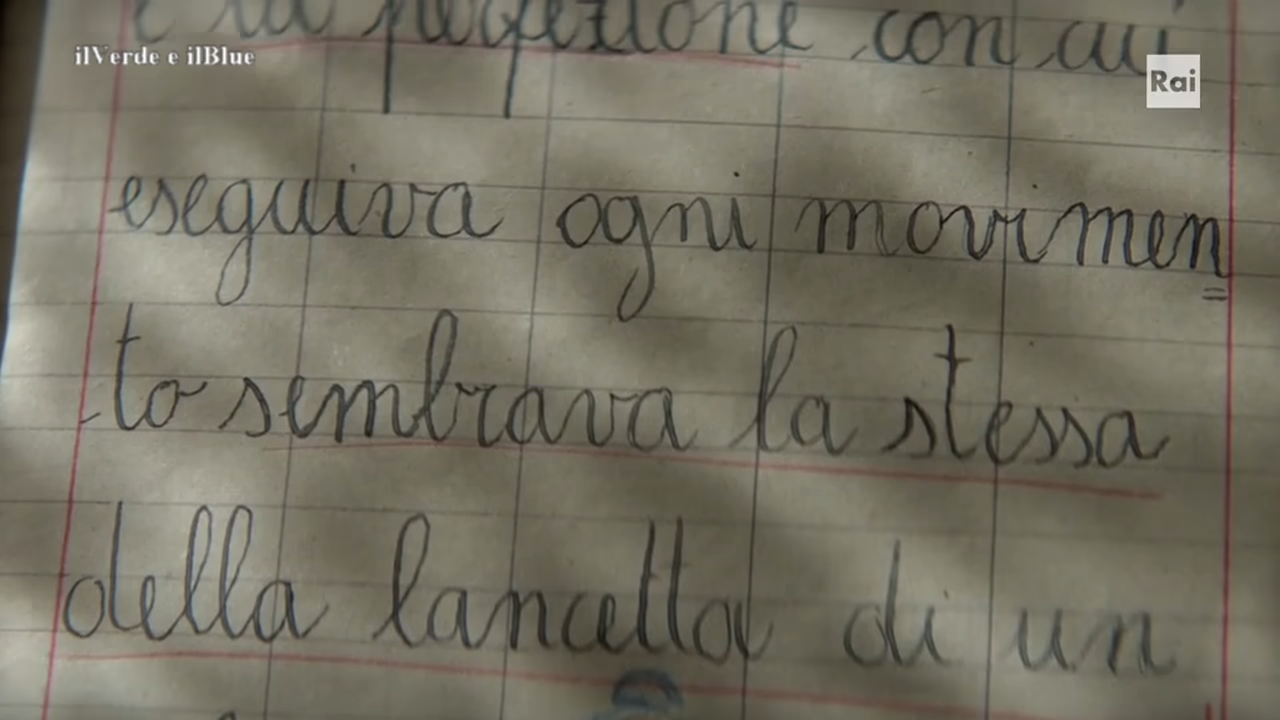 ilVerde e ilBlue
Rai
e la perfezione con cui
eseguiva ogni movimen
to sembrava la stessa
della lancetta di un